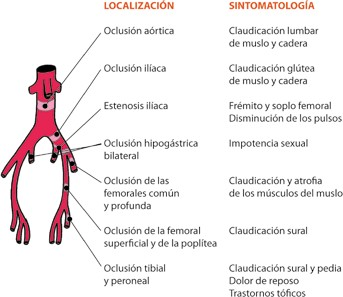 LOCALIZACIÓN SINTOMATOLOGÍA
Oclusión aórtica Claudicación lumbar
de muslo y cadera
Oclusión ilíaca Claudicación glútea
de muslo y cadera
Estenosis ilíaca Frémito y soplo femoral
Disminución de los pulsos
Oclusión hipogástrica Impotencia sexual
bilateral
Oclusión de las Claudicación y atrofia
femorales común de los músculos del muslo
y profunda
Oclusión de la femoral Claudicación sural
superficial y de la poplítea
Oclusión tibial Claudicación sural y pedia
y peroneal Dolor de reposo
Trastornos tóficos